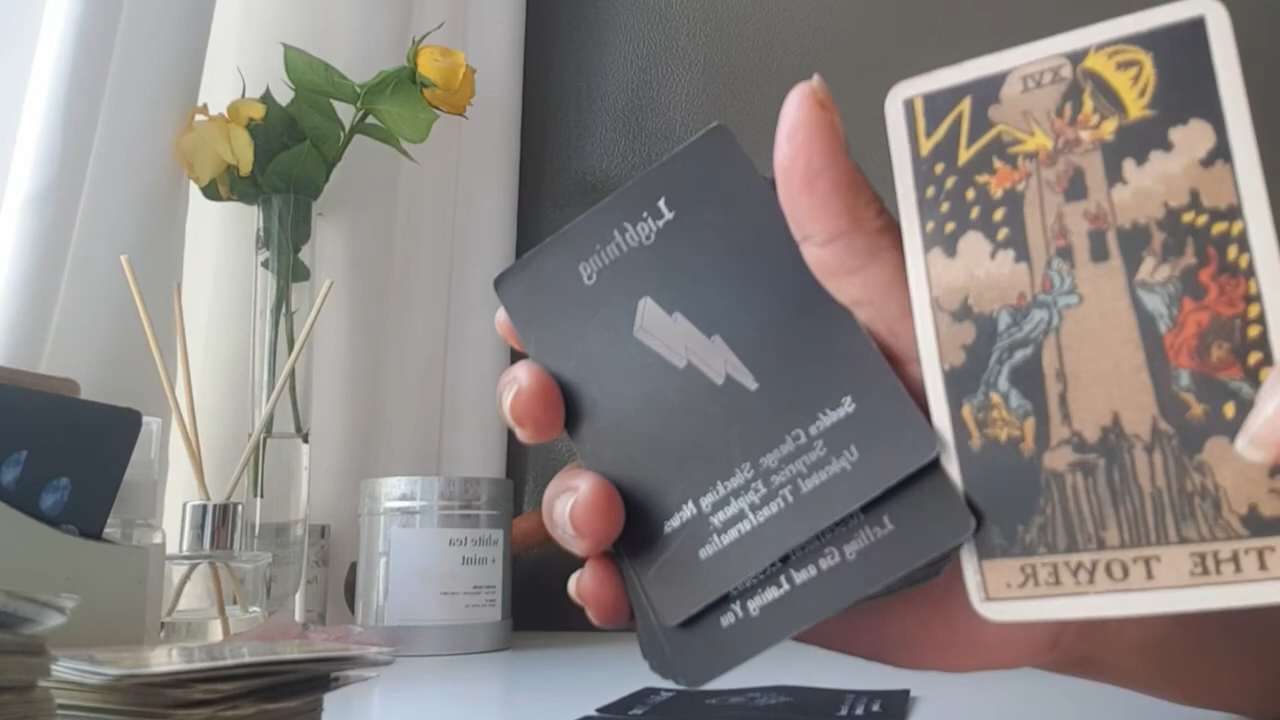 Lightning
Sudden Change, Shocking News
Surprise, Epiphany,
Upheaval, Transformation
Letting Go and Loving You
XVI
THE TOWER.
white tea
+ mint